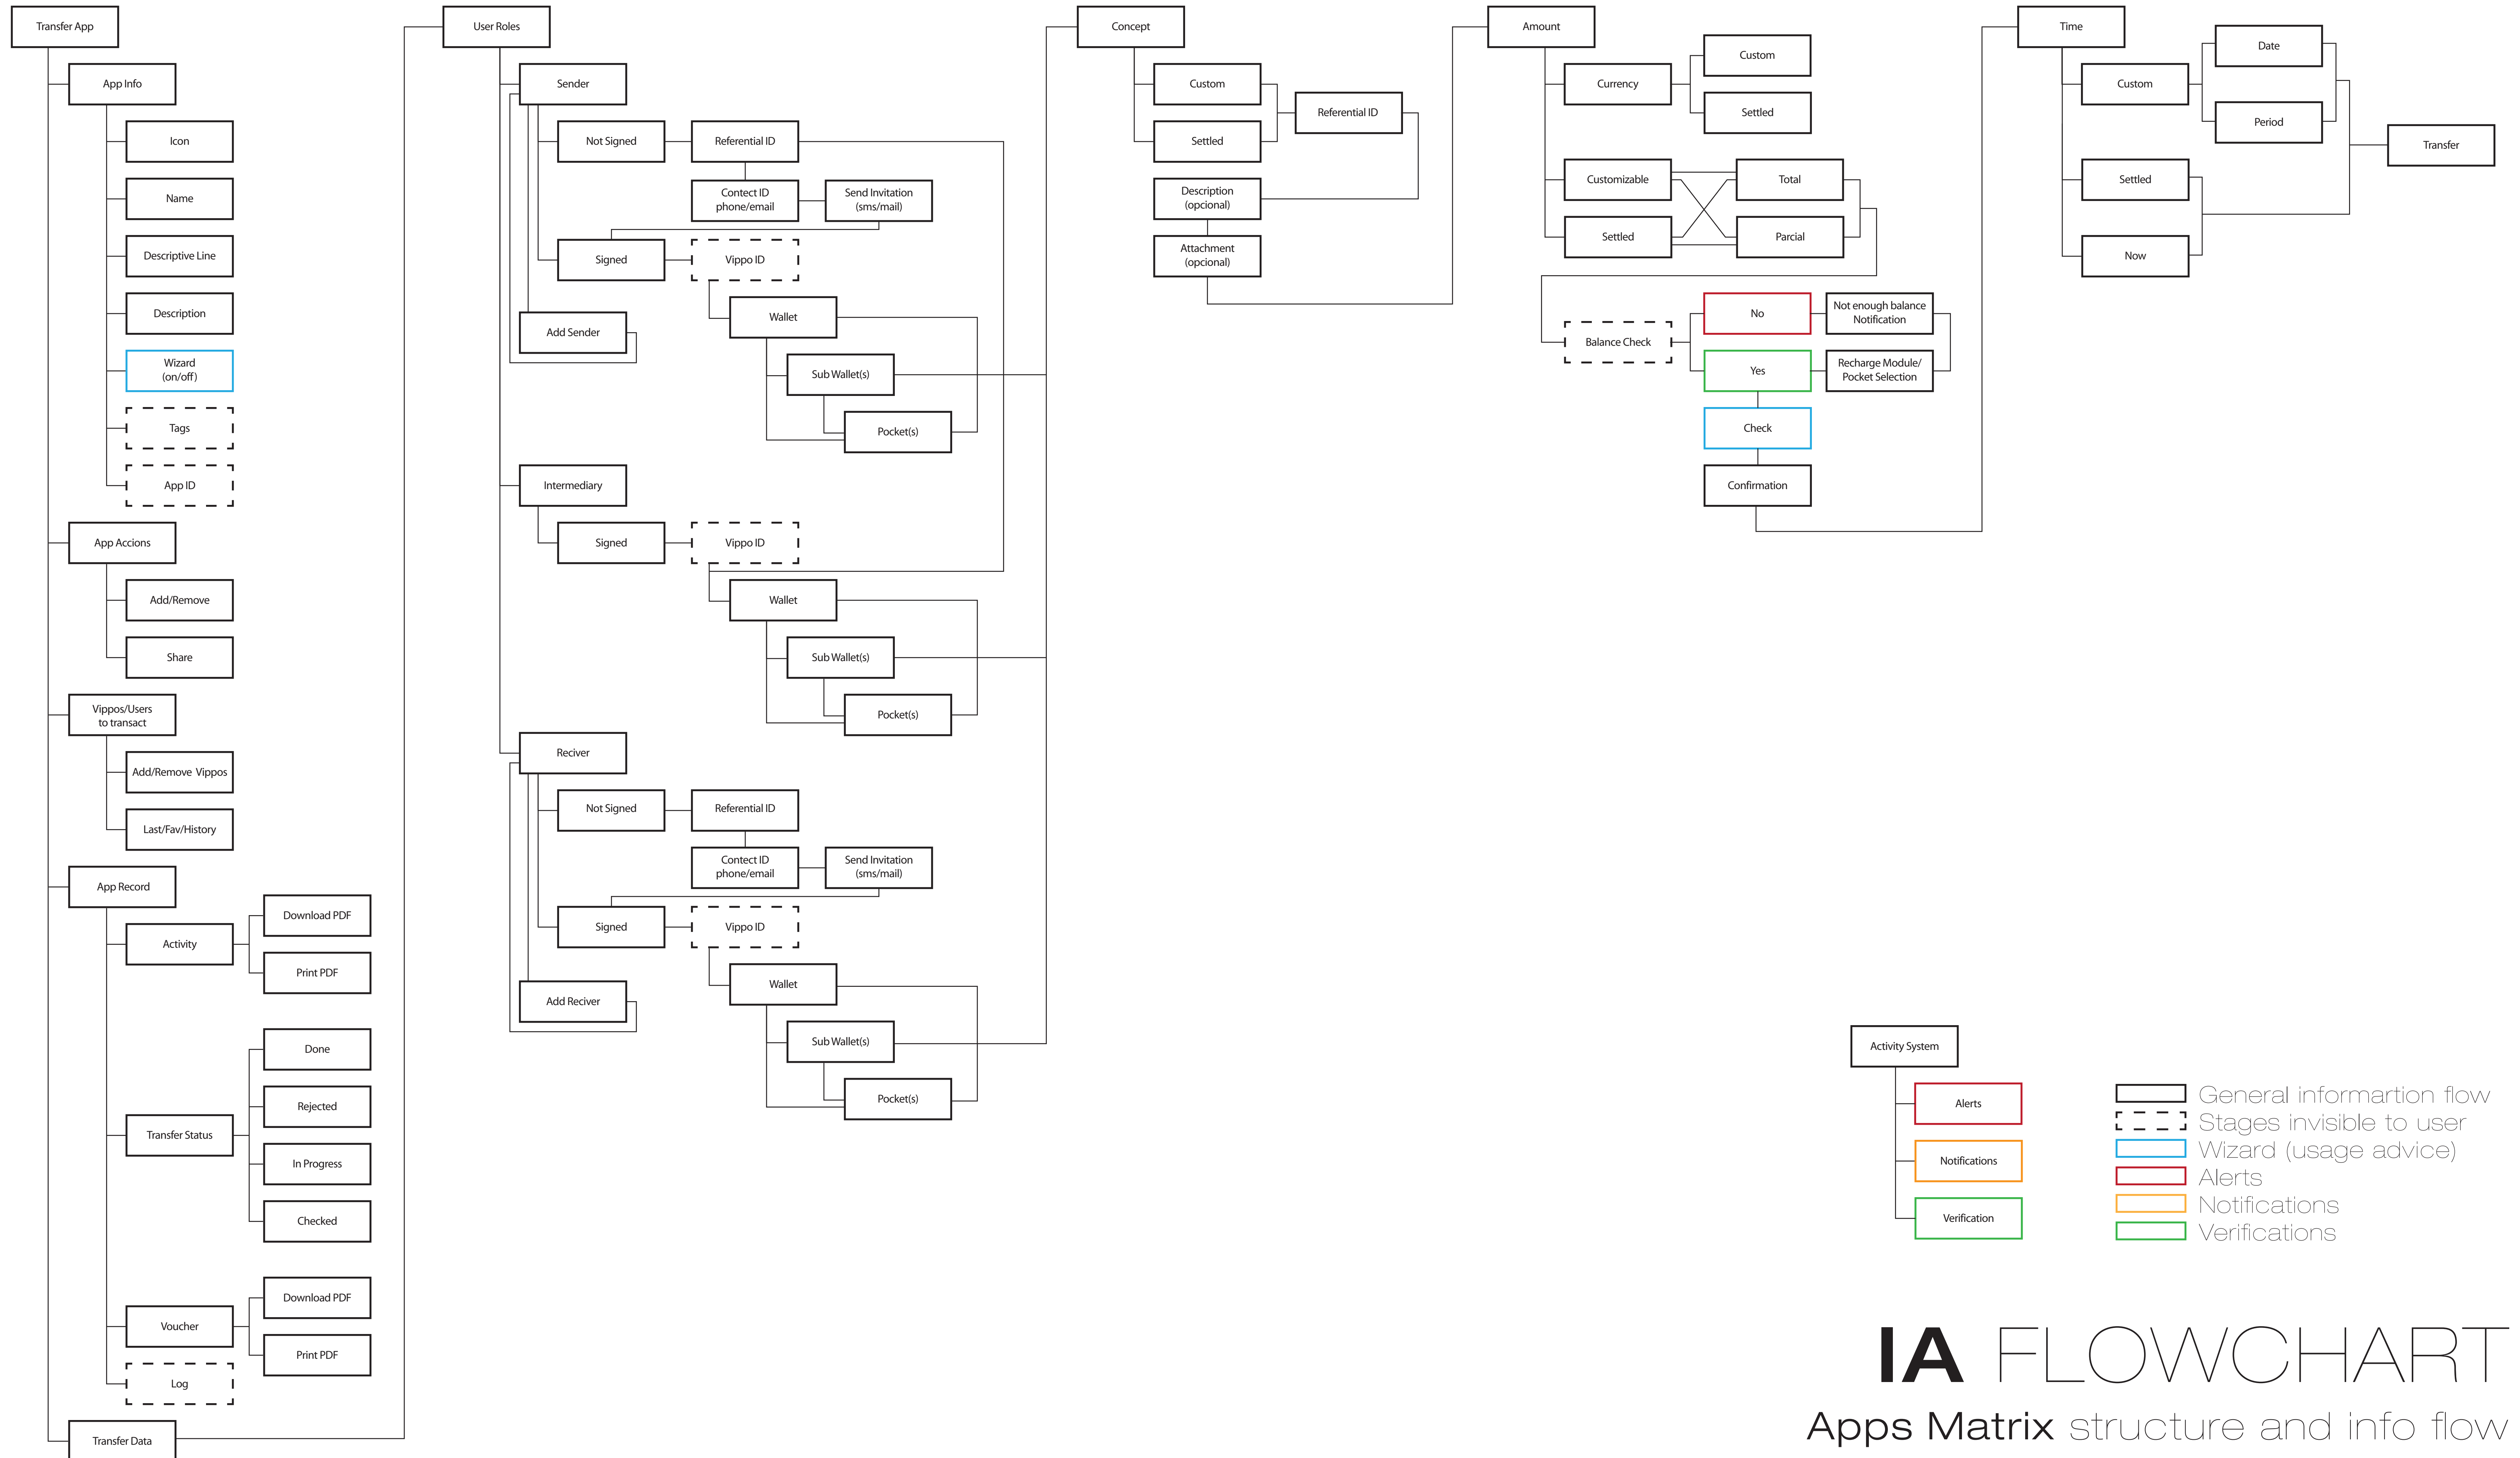 Transfer App
App Info
Icon
Name
Descriptive Line
Description
Wizard
(on/off)
Tags
App ID
App Accions
Add/Remove
Share
Vippos/Users
to transact
Add/Remove Vippos
Last/Fav/History
App Record
Activity
Download PDF
Print PDF
Transfer Status
Done
Rejected
In Progress
Checked
Voucher
Download PDF
Print PDF
Log
Transfer Data
User Roles
Sender
Not Signed
Referential ID
Contect ID
phone/email
Send Invitation
(sms/mail)
Signed
Vippo ID
Wallet
Sub Wallet(s)
Pocket(s)
Add Sender
Intermediary
Signed
Vippo ID
Wallet
Sub Wallet(s)
Pocket(s)
Reciver
Not Signed
Referential ID
Contect ID
phone/email
Send Invitation
(sms/mail)
Signed
Vippo ID
Wallet
Sub Wallet(s)
Pocket(s)
Add Reciver
Concept
Custom
Settled
Referential ID
Description
(opcional)
Attachment
(opcional)
Amount
Currency
Custom
Settled
Customizable
Settled
Total
Parcial
Balance Check
No
Not enough balance
Notification
Yes
Recharge Module/
Pocket Selection
Check
Confirmation
Time
Custom
Date
Period
Settled
Now
Transfer
Activity System
Alerts
Notifications
Verification
General informartion flow
Stages invisible to user
Wizard (usage advice)
Alerts
Notifications
Verifications
IA FLOWCHART
Apps Matrix structure and info flow